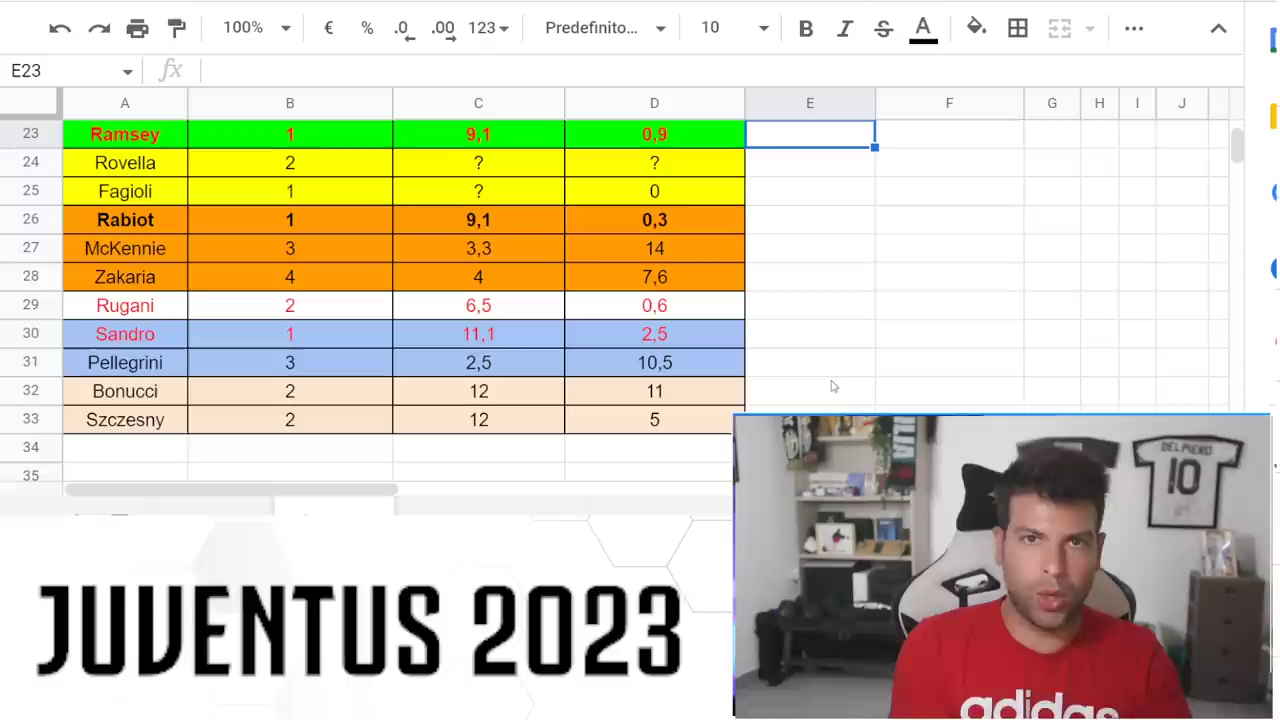 100% € % .0 .00 123 Predefinito... 10 B I S A
E23 fx
A B C D E F G H I J
23 Ramsey 1 9,1 0,9
24 Rovella 2 ? ?
25 Fagioli 1 ? 0
26 Rabiot 1 9,1 0,3
27 McKennie 3 3,3 14
28 Zakaria 4 4 7,6
29 Rugani 2 6,5 0,6
30 Sandro 1 11,1 2,5
31 Pellegrini 3 2,5 10,5
32 Bonucci 2 12 11
33 Szczesny 2 12 5
34
35
DEL PIERO
10
adidas
JUVENTUS 2023